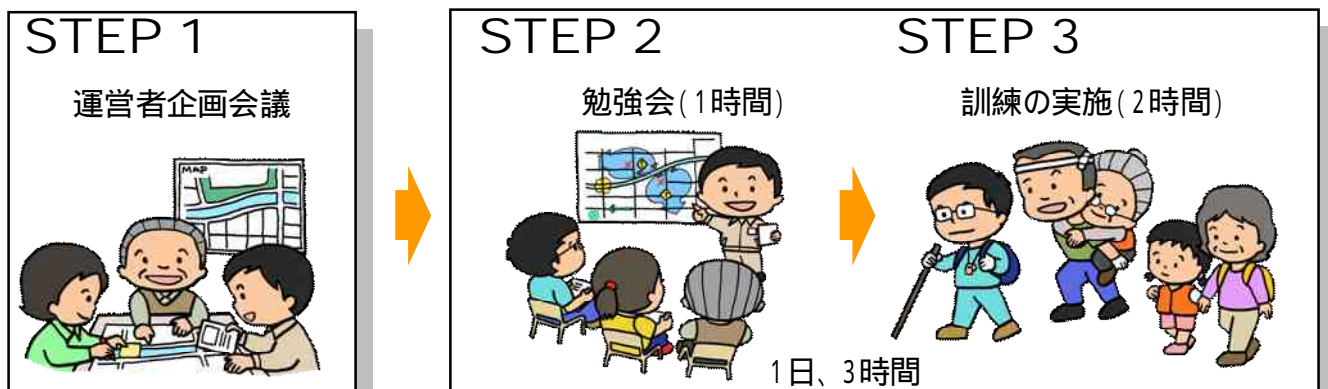 STEP 1
運営者企画会議
MAP
STEP 2
勉強会(1時間)
STEP 3
訓練の実施(2時間)
1日、3時間